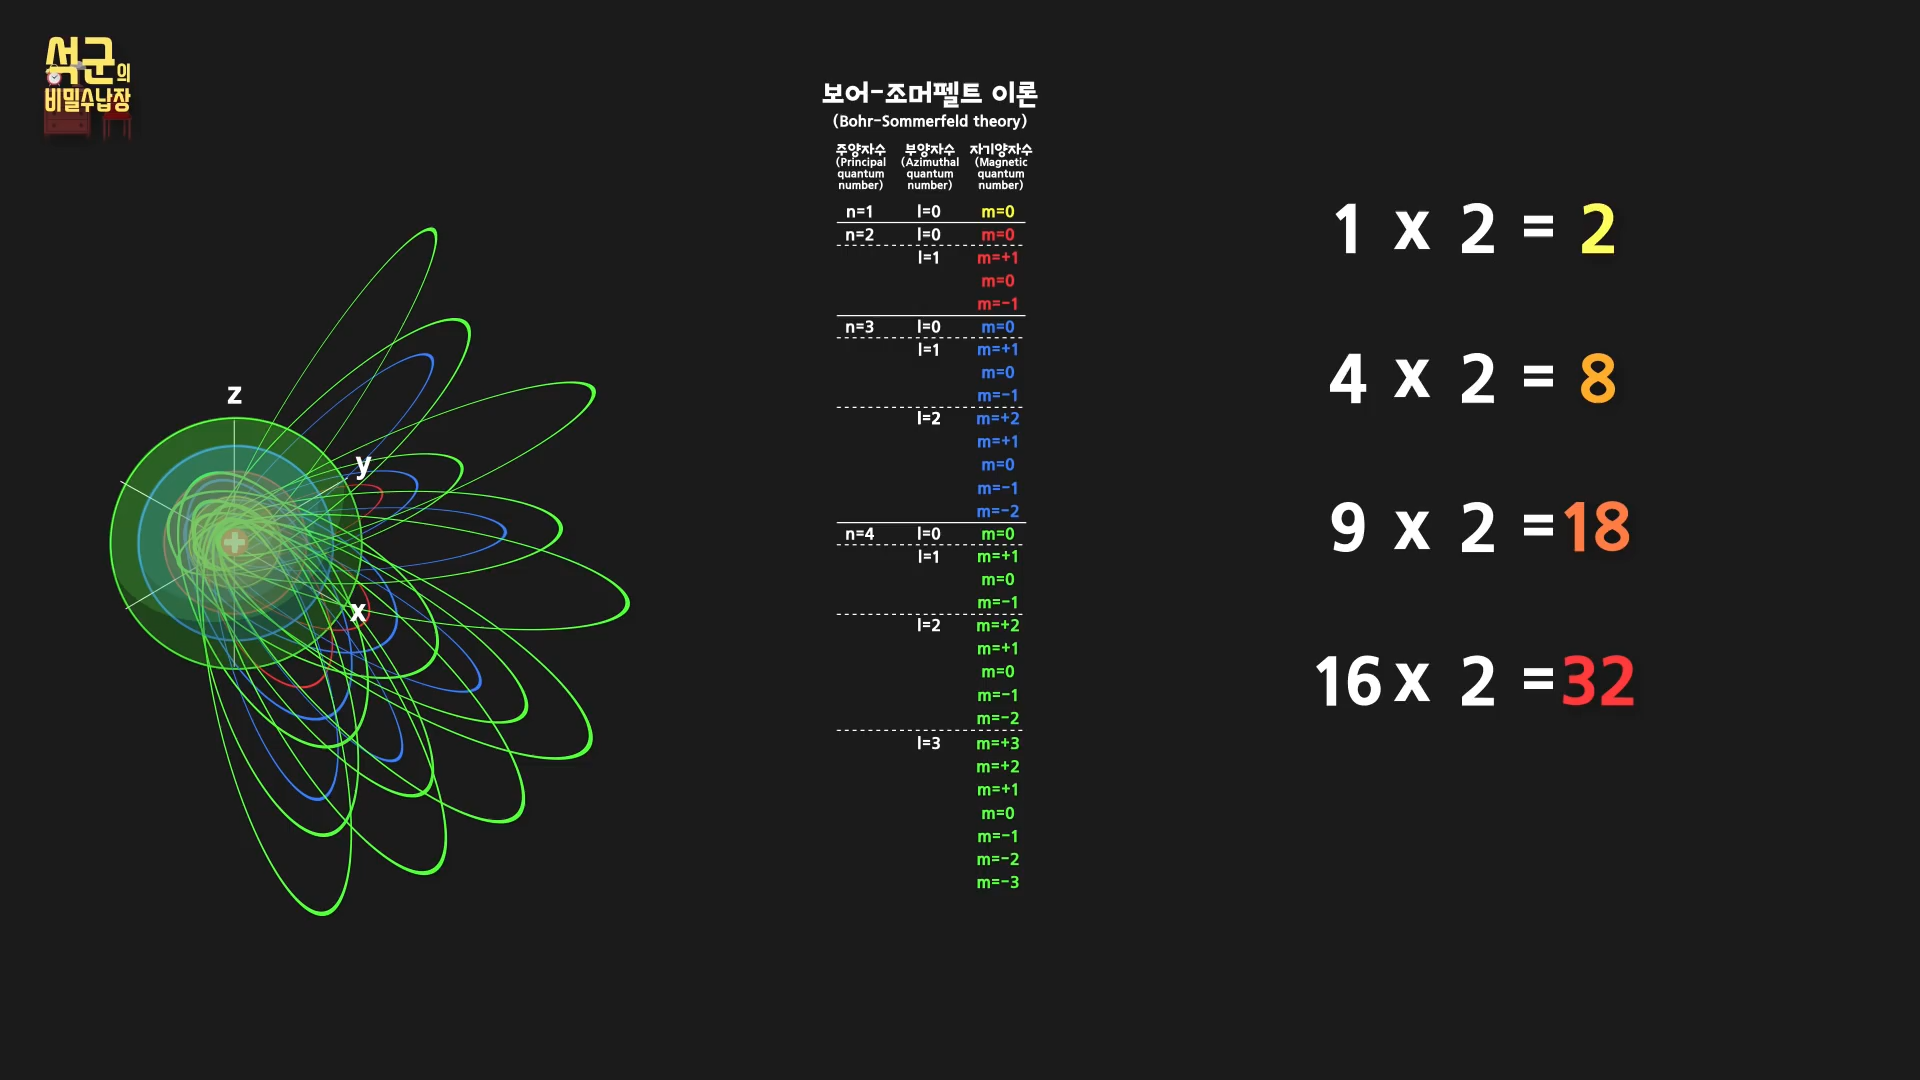 석군의
비밀수납장
보어-조머펠트 이론
(Bohr-Sommerfeld theory)
주양자수 부양자수 자기양자수
(Principal quantum number) (Azimuthal quantum number) (Magnetic quantum number)
n=1 l=0 m=0
n=2 l=0 m=0
l=1 m=+1
m=0
m=-1
n=3 l=0 m=0
l=1 m=+1
m=0
m=-1
l=2 m=+2
m=+1
m=0
m=-1
m=-2
n=4 l=0 m=0
l=1 m=+1
m=0
m=-1
l=2 m=+2
m=+1
m=0
m=-1
m=-2
l=3 m=+3
m=+2
m=+1
m=0
m=-1
m=-2
m=-3
z
y
x
1 x 2 = 2
4 x 2 = 8
9 x 2 = 18
16 x 2 = 32